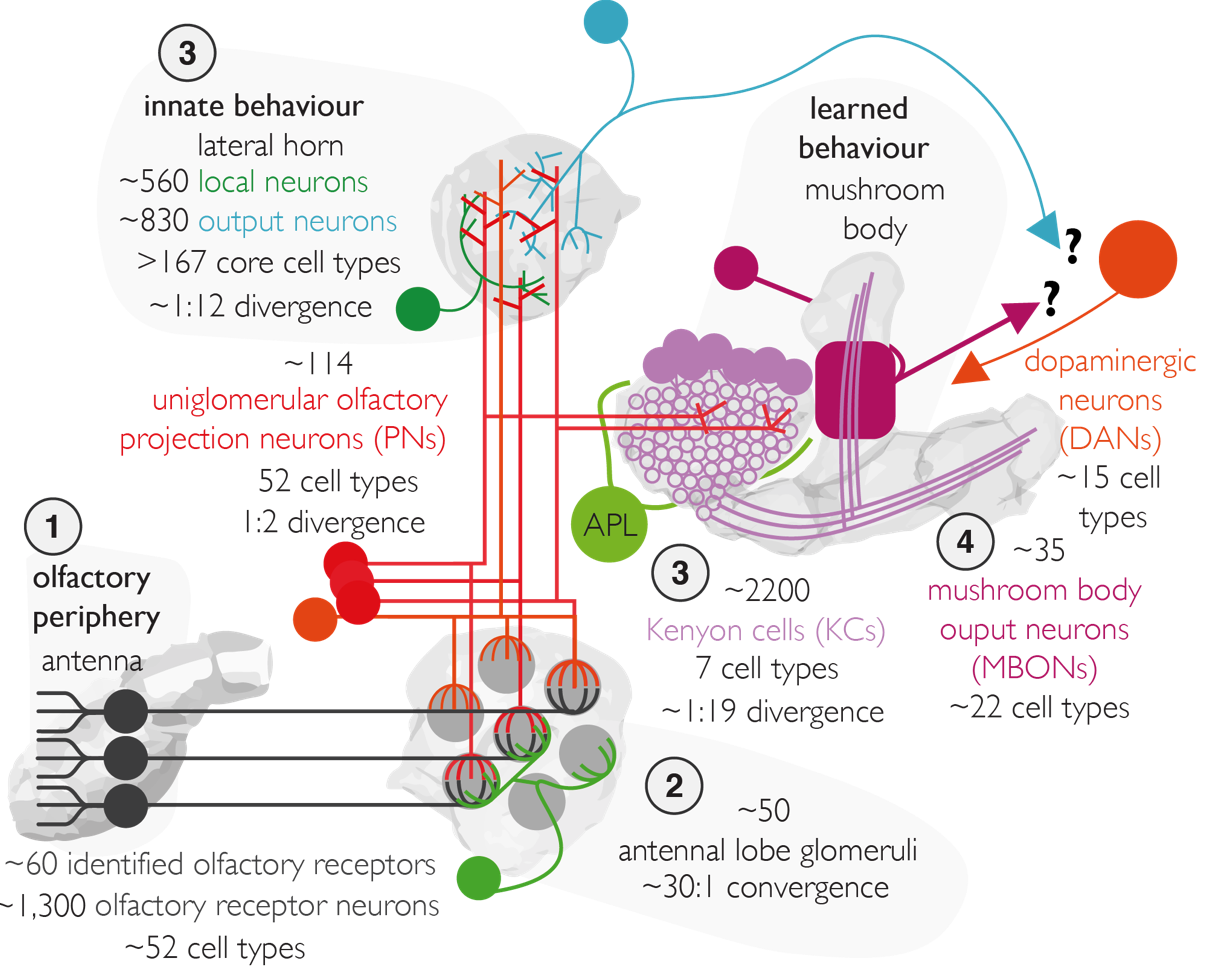 3
innate behaviour
lateral horn
~560 local neurons
~830 output neurons
>167 core cell types
~1:12 divergence
learned
behaviour
mushroom
body
?
?
~114
uniglomerular olfactory
projection neurons (PNs)
52 cell types
1:2 divergence
dopaminergic
neurons
(DANs)
~15 cell
types
APL
1
olfactory
periphery
antenna
3
~2200
Kenyon cells (KCs)
7 cell types
~1:19 divergence
4
~35
mushroom body
ouput neurons
(MBONs)
~22 cell types
2
~50
antennal lobe glomeruli
~30:1 convergence
~60 identified olfactory receptors
~1,300 olfactory receptor neurons
~52 cell types